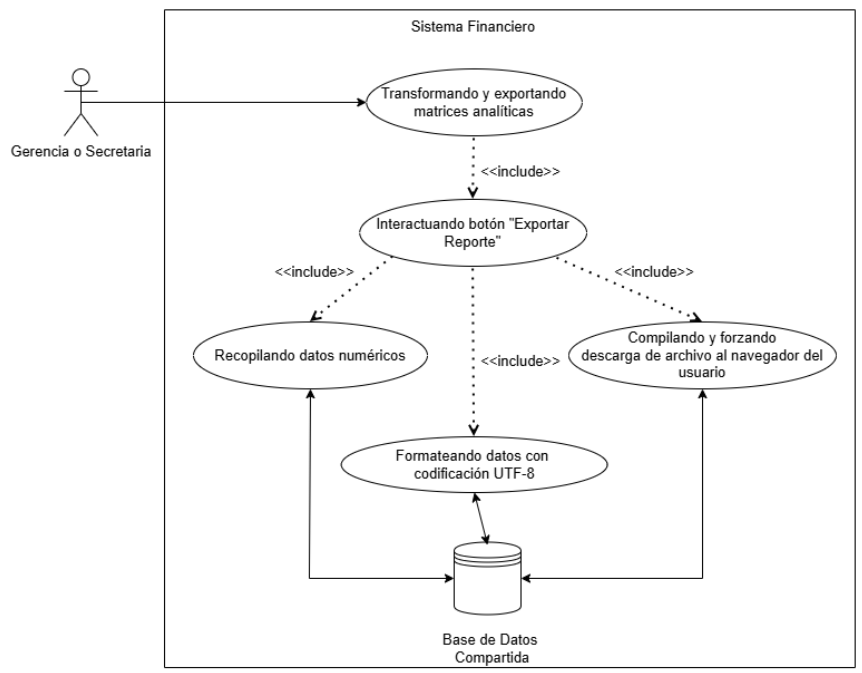 Sistema Financiero
Transformando y exportando
matrices analíticas
Gerencia o Secretaria
<<include>>
Interactuando botón "Exportar
Reporte"
<<include>>
<<include>>
Recopilando datos numéricos
<<include>>
Compilando y forzando
descarga de archivo al navegador del
usuario
Formateando datos con
codificación UTF-8
Base de Datos
Compartida